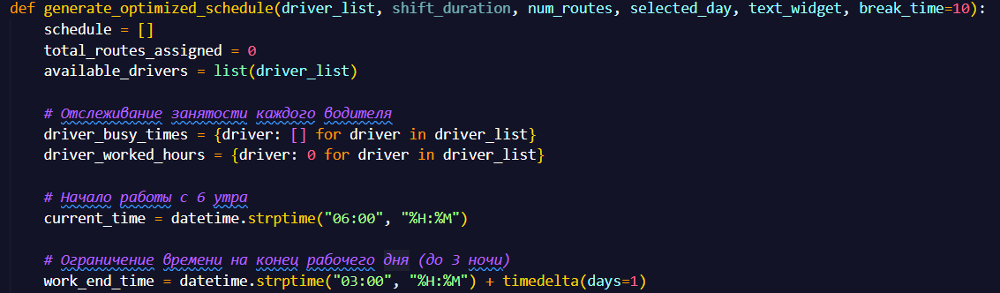 def generate_optimized_schedule(driver_list, shift_duration, num_routes, selected_day, text_widget, break_time=10):
schedule = []
total_routes_assigned = 0
available_drivers = list(driver_list)
# Отслеживание занятости каждого водителя
driver_busy_times = {driver: [] for driver in driver_list}
driver_worked_hours = {driver: 0 for driver in driver_list}
# Начало работы с 6 утра
current_time = datetime.strptime("06:00", "%H:%M")
# Ограничение времени на конец рабочего дня (до 3 ночи)
work_end_time = datetime.strptime("03:00", "%H:%M") + timedelta(days=1)